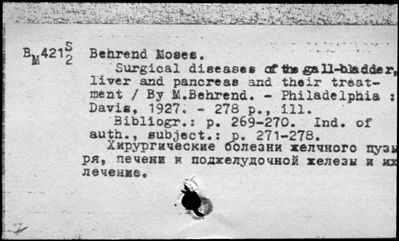 B M 421 S 2 Behrend Moses.
Surgical diseases of the gall-bladder,
liver and pancreas and their treat-
ment / By M.Behrend. - Philadelphia :
Davis, 1927. - 278 p., ill.
Bibliogr.: p. 269-270. Ind. of
auth., subject.: p. 271-278.
Хирургические болезни желчного пузы
ря, печени и поджелудочной железы и их
лечение.